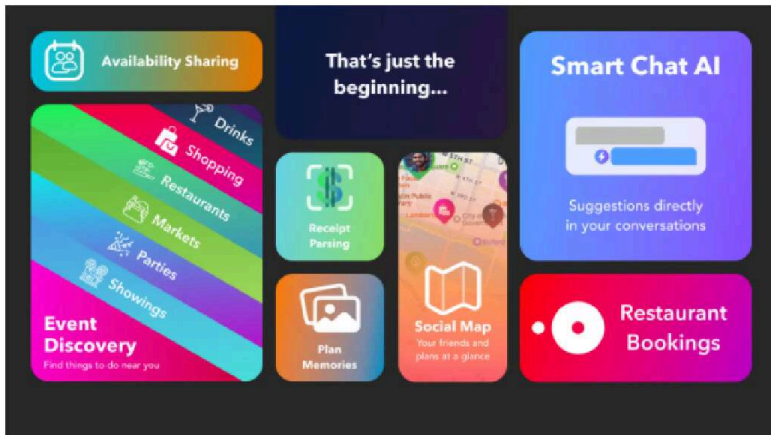 Availability Sharing
Drinks
Shopping
Restaurants
Markets
Parties
Showings
Event
Discovery
Find things to do near you
That's just the
beginning...
Receipt
Parsing
Plan
Memories
Social Map
Your friends and
plans at a glance
Smart Chat AI
Suggestions directly
in your conversations
Restaurant
Bookings